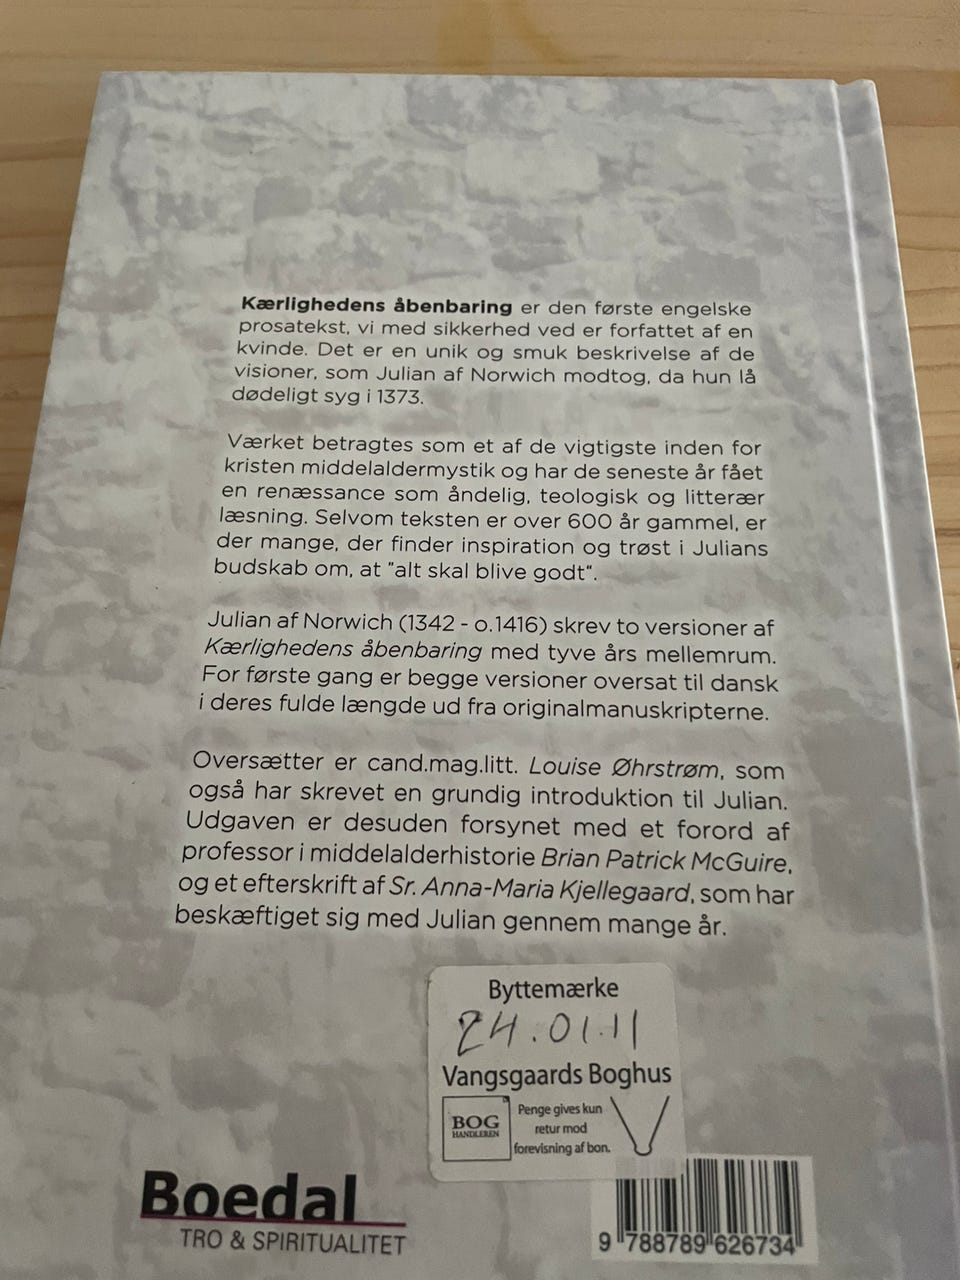 Kærlighedens åbenbaring er den første engelske
prosatekst, vi med sikkerhed ved er forfattet af en
kvinde. Det er en unik og smuk beskrivelse af de
visioner, som Julian af Norwich modtog, da hun lå
dødeligt syg i 1373.
Værket betragtes som et af de vigtigste inden for
kristen middelaldermystik og har de seneste år fået
en renæssance som åndelig, teologisk og litterær
læsning. Selvom teksten er over 600 år gammel, er
der mange, der finder inspiration og trøst i Julians
budskab om, at "alt skal blive godt".
Julian af Norwich (1342 - o.1416) skrev to versioner af
Kærlighedens åbenbaring med tyve års mellemrum.
For første gang er begge versioner oversat til dansk
i deres fulde længde ud fra originalmanuskripterne.
Oversætter er cand.mag.litt. Louise Øhrstrøm, som
også har skrevet en grundig introduktion til Julian.
Udgaven er desuden forsynet med et forord af
professor i middelalderhistorie Brian Patrick McGuire,
og et efterskrift af Sr. Anna-Maria Kjellegaard, som har
beskæftiget sig med Julian gennem mange år.
Byttemærke
24.01.11
Vangsgaards Boghus
BOG
HANDLEREN
Penge gives kun
retur mod
forevisning af bon.
Boedal
TRO & SPIRITUALITET
9 788789 626734